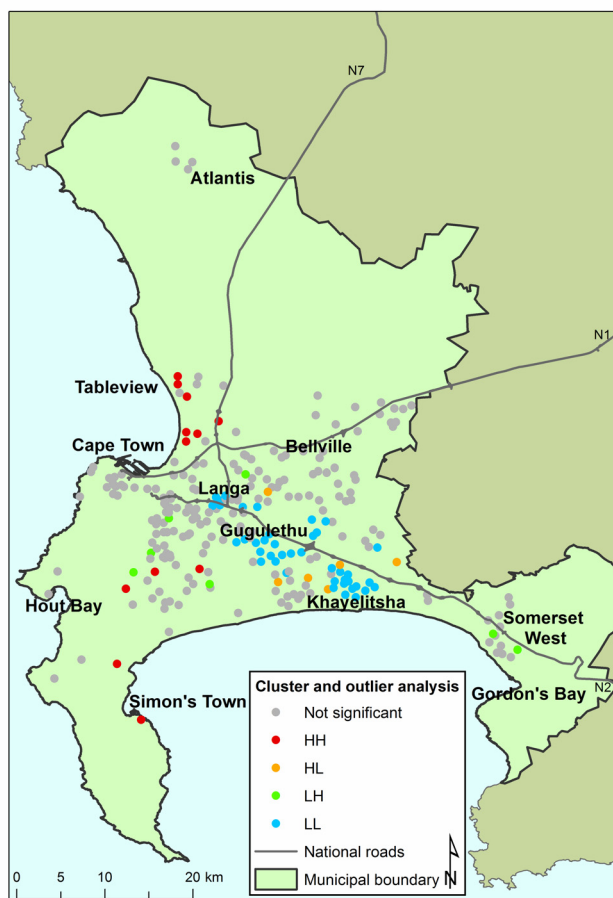 N7
Atlantis
N1
Tableview
Cape Town
Bellville
Langa
Gugulethu
Khayelitsha
Hout Bay
Somerset
West
Simon's Town
Gordon's Bay
N2
Cluster and outlier analysis
Not significant
HH
HL
LH
LL
National roads
Municipal boundary
N
0 5 10 20 km